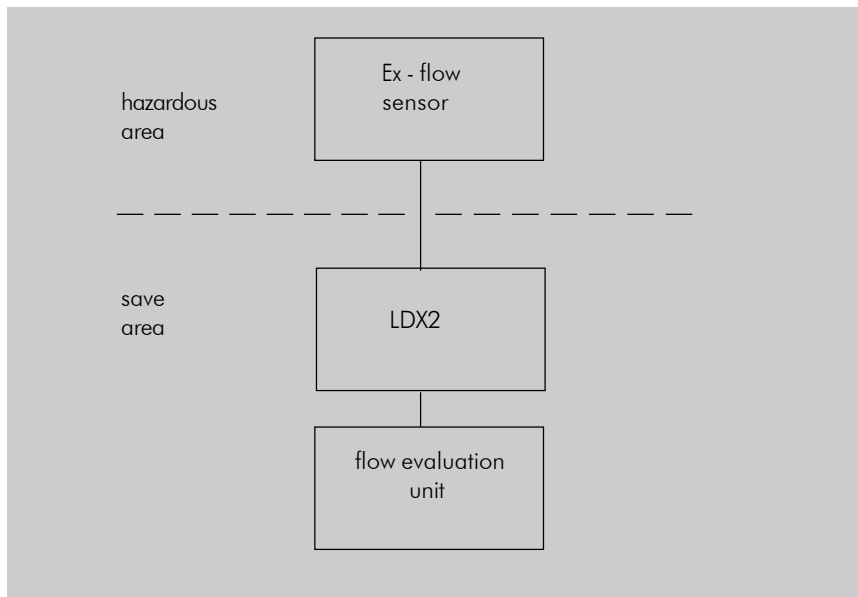 Ex - flow
sensor
hazardous
area
save
area
LDX2
flow evaluation
unit